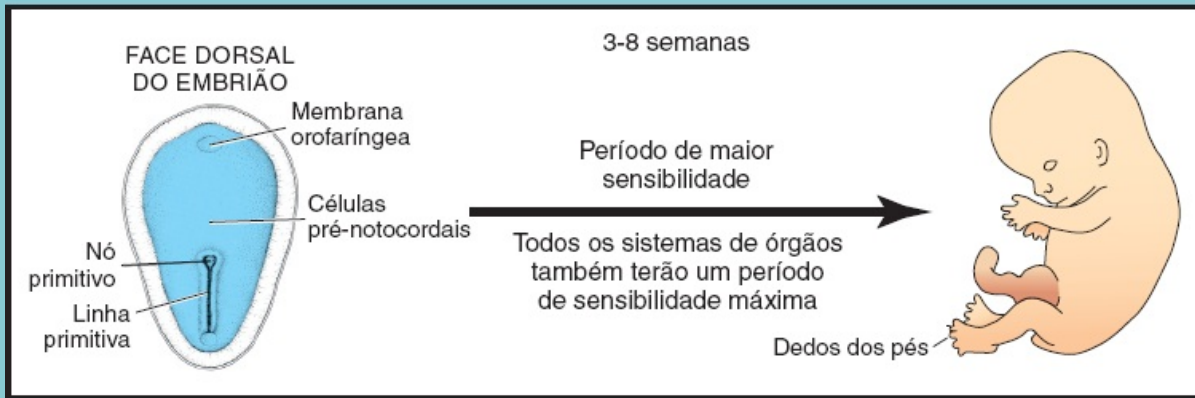 FACE DORSAL
DO EMBRIÃO
Membrana
orofaríngea
Células
pré-notocordais
Nó
primitivo
Linha
primitiva
3-8 semanas
Período de maior
sensibilidade
Todos os sistemas de órgãos
também terão um período
de sensibilidade máxima
Dedos dos pés